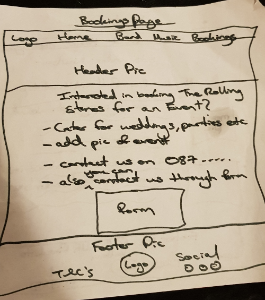 Bookings Page
Logo Home Band Music Bookings
Header Pic
Interested in booking The Rolling
Stones for an Event?
- Cater for weddings, parties etc
- add pic of event
- contact us on 087.....
- also you can contact us through form
Form
Footer Pic
T&C's Logo Social